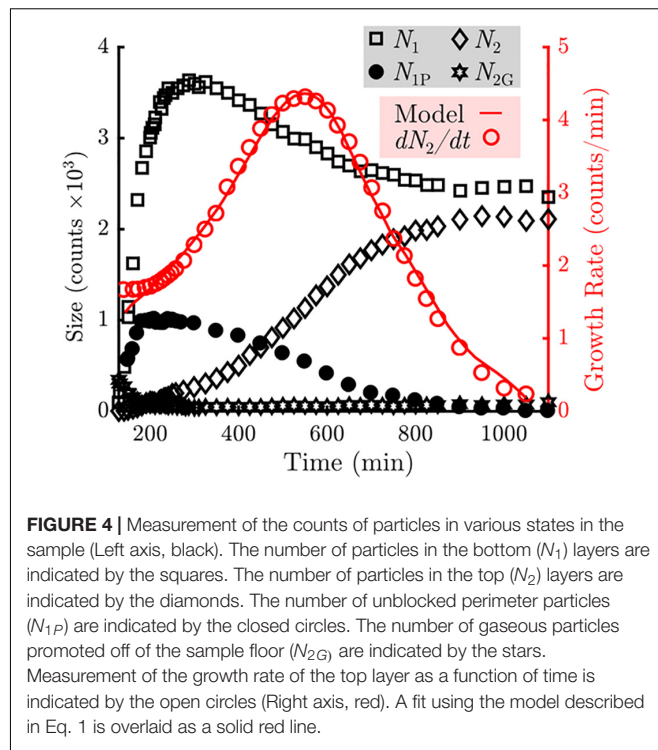 N₁ N₂
N₁P N₂G
Model
dN₂/dt
Size (counts ×10³)
4
3
2
1
0
Growth Rate (counts/min)
5
4
3
2
1
0
200 400 600 800 1000
Time (min)
FIGURE 4 | Measurement of the counts of particles in various states in the
sample (Left axis, black). The number of particles in the bottom (N₁) layers are
indicated by the squares. The number of particles in the top (N₂) layers are
indicated by the diamonds. The number of unblocked perimeter particles
(N₁P) are indicated by the closed circles. The number of gaseous particles
promoted off of the sample floor (N₂G) are indicated by the stars.
Measurement of the growth rate of the top layer as a function of time is
indicated by the open circles (Right axis, red). A fit using the model described
in Eq. 1 is overlaid as a solid red line.